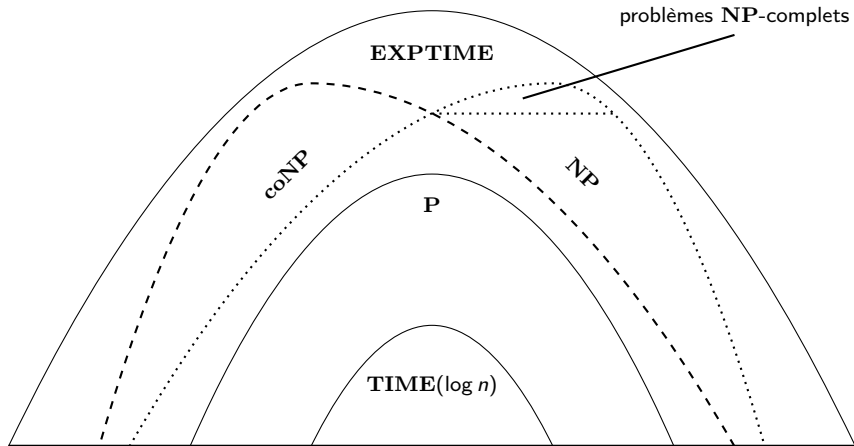 problèmes NP-complets
EXPTIME
coNP
NP
P
TIME(log n)